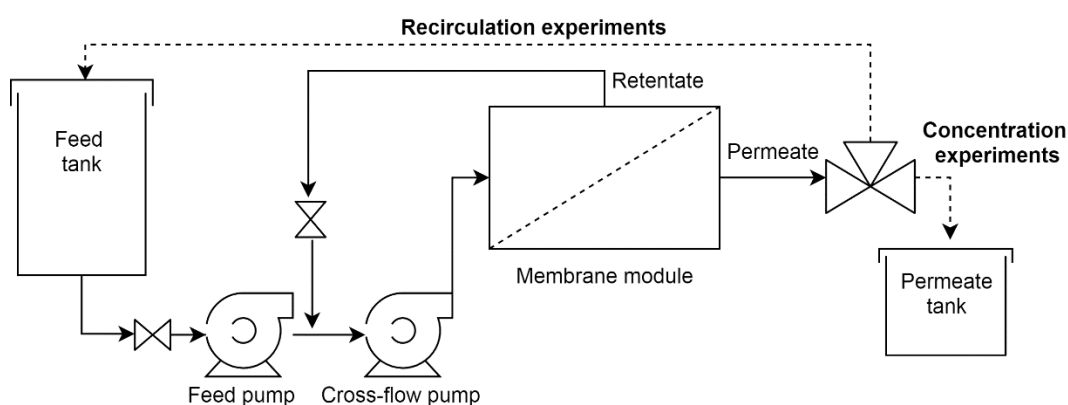 Recirculation experiments
Retentate
Feed
tank
Concentration
experiments
Permeate
Membrane module
Permeate
tank
Feed pump
Cross-flow pump